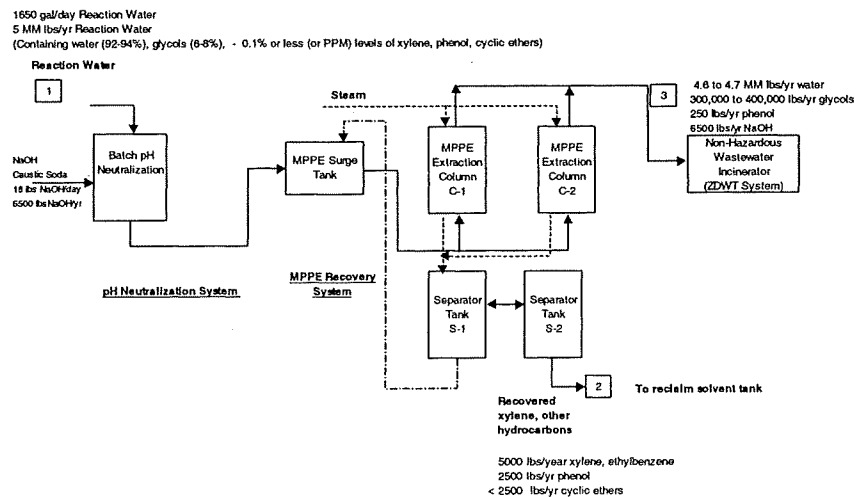 1650 gal/day Reaction Water
5 MM lbs/yr Reaction Water
(Containing water (92-94%), glycols (6-8%), - 0.1% or less (or PPM) levels of xylene, phenol, cyclic ethers)
Reaction Water
1
NaOH
Caustic Soda
18 lbs NaOH/day
6500 lbsNaOH/yr
Batch pH
Neutralization
pH Neutralization System
Steam
MPPE Surge
Tank
MPPE Recovery
System
MPPE
Extraction
Column
C-1
MPPE
Extraction
Column
C-2
Separator
Tank
S-1
Separator
Tank
S-2
3
4.6 to 4.7 MM lbs/yr water
300,000 to 400,000 lbs/yr glycols
250 lbs/yr phenol
6500 lbs/yr NaOH
Non-Hazardous
Wastewater
Incinerator
(ZDWT System)
2
To reclaim solvent tank
Recovered
xylene, other
hydrocarbons
5000 lbs/year xylene, ethylbenzene
2500 lbs/yr phenol
< 2500 lbs/yr cyclic ethers